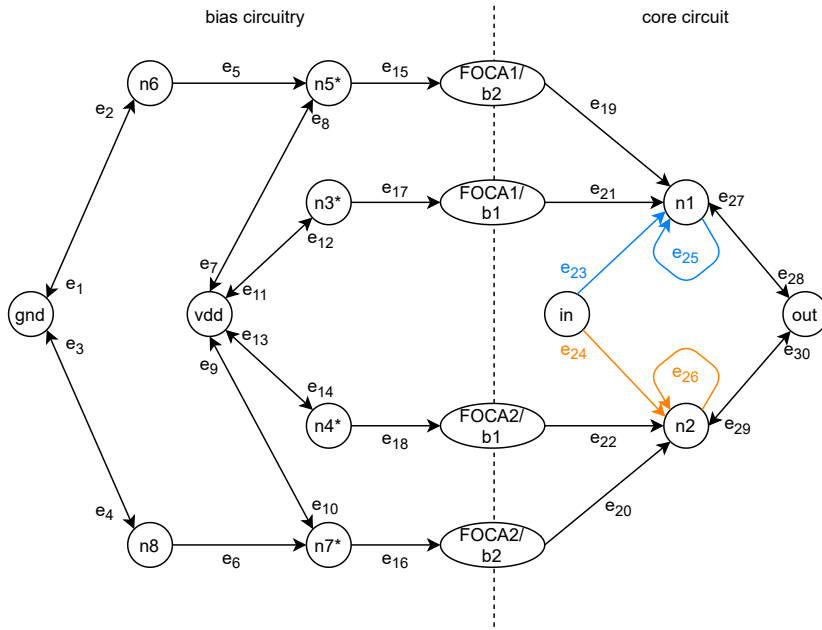 bias circuitry
core circuit
n6
e5
n5*
e15
FOCA1/
b2
e2
e8
e19
n3*
e17
FOCA1/
b1
e21
n1
e27
e12
e7
e11
e23
e25
e1
e28
gnd
vdd
in
out
e3
e13
e9
e24
e26
e30
e14
n4*
e18
FOCA2/
b1
e22
n2
e29
e4
e10
e20
n8
e6
n7*
e16
FOCA2/
b2